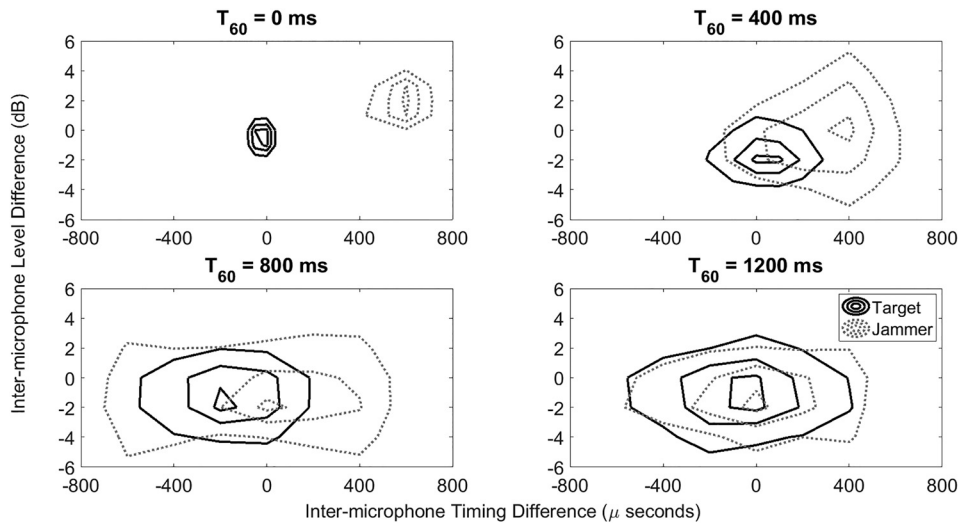 T60 = 0 ms
T60 = 400 ms
6
4
2
0
-2
-4
-6
-800 -400 0 400 800
6
4
2
0
-2
-4
-6
-800 -400 0 400 800
T60 = 800 ms
T60 = 1200 ms
6
4
2
0
-2
-4
-6
-800 -400 0 400 800
6
4
2
0
-2
-4
-6
-800 -400 0 400 800
Target
Jammer
Inter-microphone Level Difference (dB)
Inter-microphone Timing Difference (μ seconds)